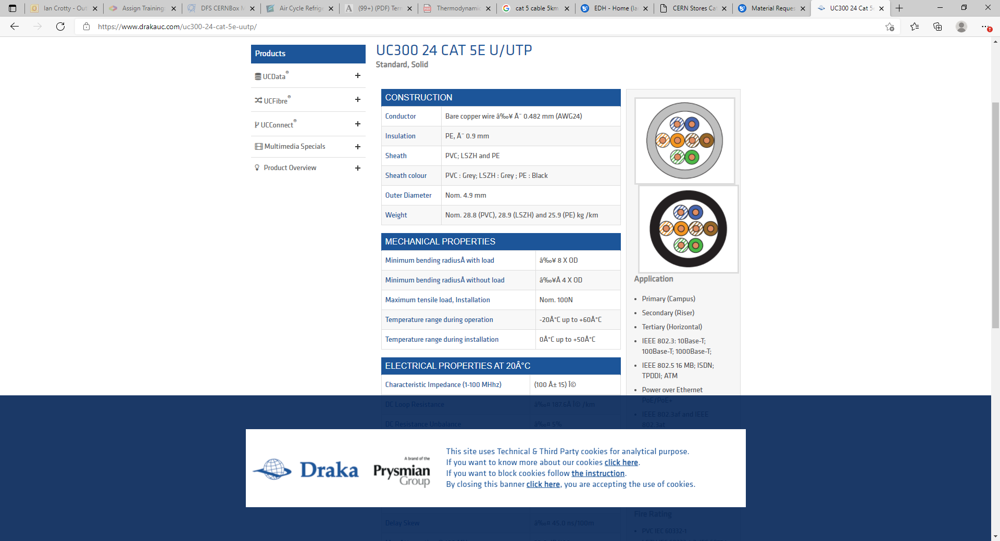 Ian Crotty - Out
Assign Training
DFS CERNBox M
Air Cycle Refrige
(99+) (PDF) Terr
Thermodynamic
cat 5 cable 5km
EDH - Home (la
CERN Stores Cat
Material Reques
UC300 24 Cat 5e
https://www.drakauc.com/uc300-24-cat-5e-uutp/
Products
UCData®
UCFibre®
UCConnect®
Multimedia Specials
Product Overview
UC300 24 CAT 5E U/UTP
Standard, Solid
CONSTRUCTION
Conductor Bare copper wire â‰¥ Ã˜ 0.482 mm (AWG24)
Insulation PE, Ã˜ 0.9 mm
Sheath PVC; LSZH and PE
Sheath colour PVC : Grey; LSZH : Grey ; PE : Black
Outer Diameter Nom. 4.9 mm
Weight Nom. 28.8 (PVC), 28.9 (LSZH) and 25.9 (PE) kg /km
MECHANICAL PROPERTIES
Minimum bending radiusÂ with load â‰¥ 8 X OD
Minimum bending radiusÂ without load â‰¥Â 4 X OD
Maximum tensile load, Installation Nom. 100N
Temperature range during operation -20Â°C up to +60Â°C
Temperature range during installation 0Â°C up to +50Â°C
ELECTRICAL PROPERTIES AT 20Â°C
Characteristic Impedance (1-100 MHhz) (100 Â± 15) Î©
DC Loop Resistance â‰¤ 187.6Â Î© /km
DC Resistance Unbalance â‰¤ 5%
Delay Skew â‰¤ 45.0 ns/100m
Application
Primary (Campus)
Secondary (Riser)
Tertiary (Horizontal)
IEEE 802.3: 10Base-T;
100Base-T; 1000Base-T;
IEEE 802.5 16 MB; ISDN;
TPDDI; ATM
Power over Ethernet
PoE/PoE+
IEEE 802.3af and IEEE
802.3at
Fire Rating
PVC IEC 60332-1
Draka
A brand of the
Prysmian
Group
This site uses Technical & Third Party cookies for analytical purpose.
If you want to know more about our cookies click here.
If you want to block cookies follow the instruction.
By closing this banner click here, you are accepting the use of cookies.